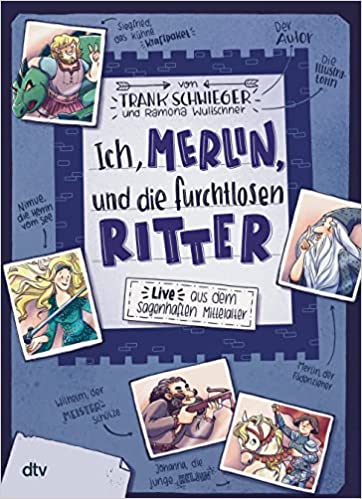 Siegfried,
das kühne
Kraftpaket
Der
Autor
Die
Illustra-
torin
von
FRANK SCHWIEGER
und Ramona Wultschner
Ich, MERLIN,
und die furchtlosen
RITTER
Live aus dem
sagenhaften Mittelalter
Nimue,
die Herrin
vom See
Merlin, der
Fädenzieher
Wilhelm, der
MEISTER-
Schütze
Johanna, die
junge
dtv